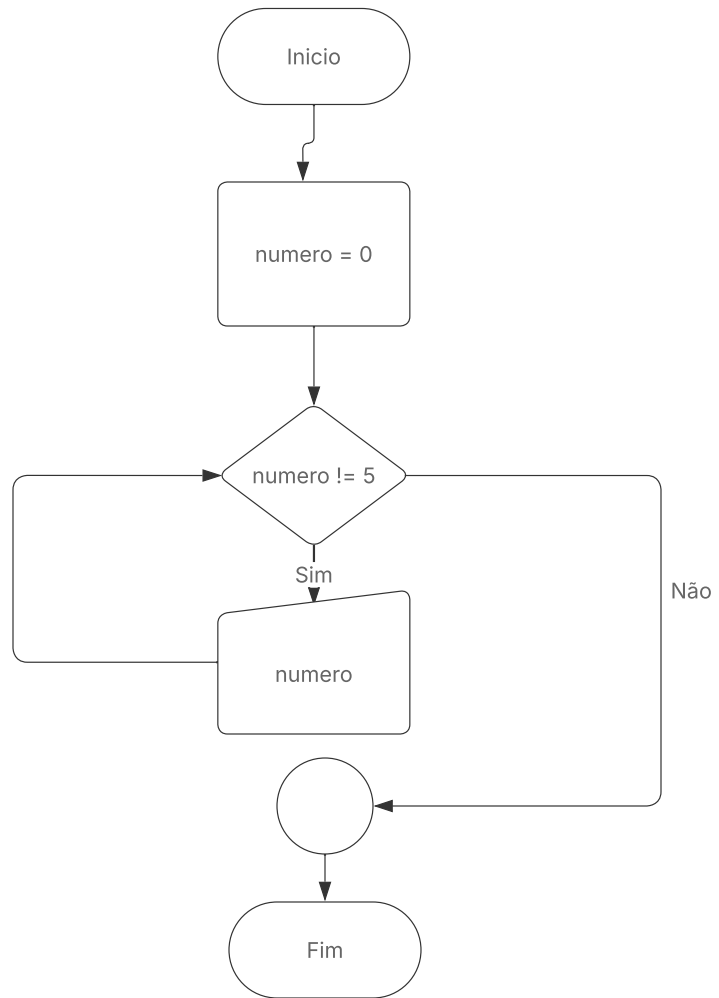 Inicio
numero = 0
numero != 5
Sim
Não
numero
Fim